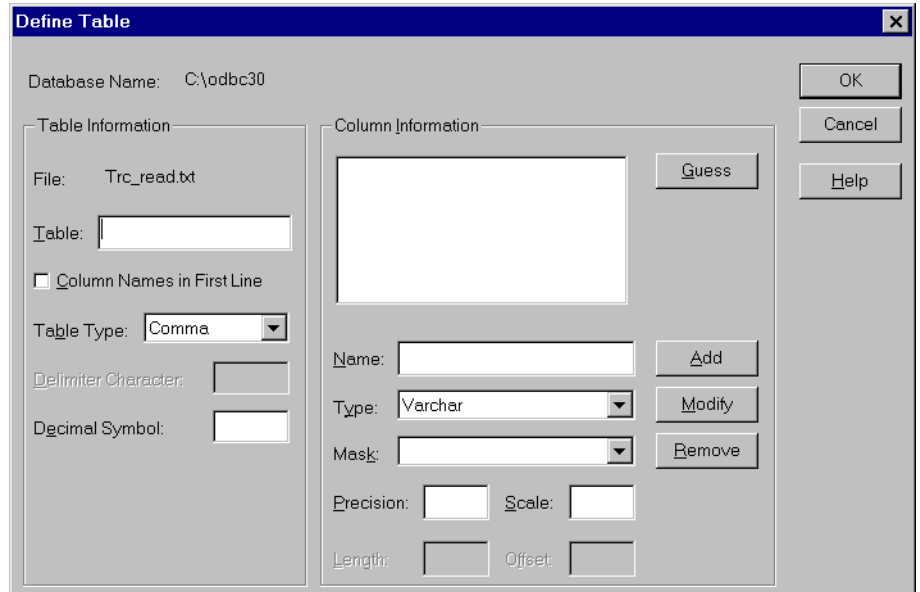 Define Table
Database Name: C:\odbc30
OK
Cancel
Help
Table Information
File: Trc_read.txt
Table:
Column Names in First Line
Table Type: Comma
Delimiter Character:
Decimal Symbol:
Column Information
Guess
Name:
Add
Type: Varchar
Modify
Mask:
Remove
Precision:
Scale:
Length:
Offset: